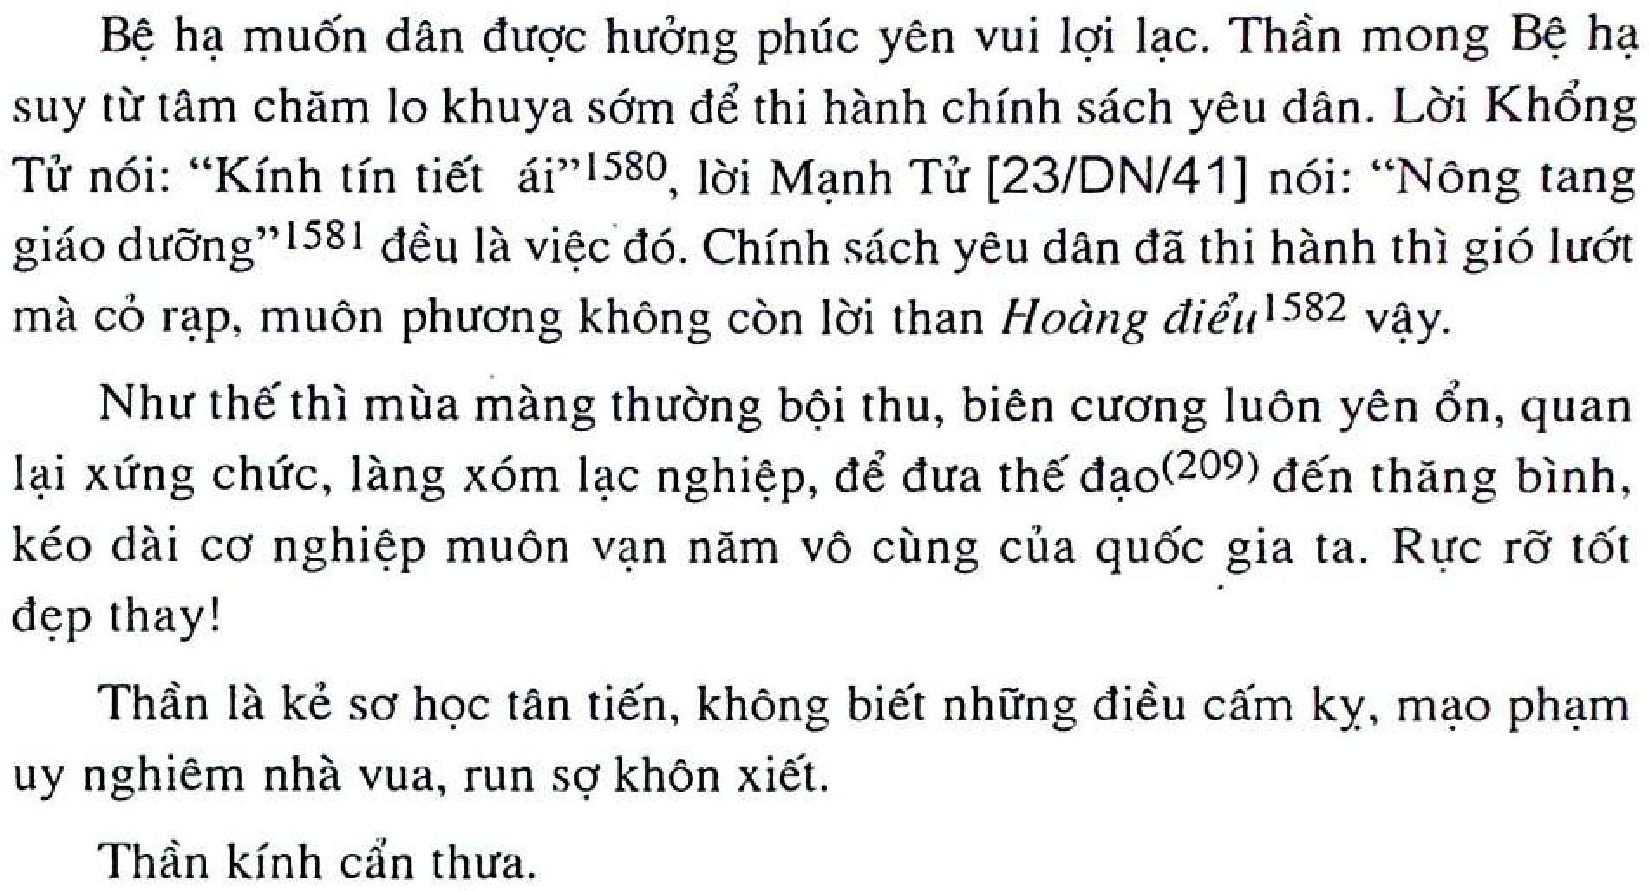 Bệ hạ muốn dân được hưởng phúc yên vui lợi lạc. Thần mong Bệ hạ
suy từ tâm chăm lo khuya sớm để thi hành chính sách yêu dân. Lời Khổng
Tử nói: “Kính tín tiết ái”1580, lời Mạnh Tử [23/DN/41] nói: “Nông tang
giáo dưỡng”1581 đều là việc đó. Chính sách yêu dân đã thi hành thì gió lướt
mà cỏ rạp, muôn phương không còn lời than Hoàng điểu1582 vậy.
Như thế thì mùa màng thường bội thu, biên cương luôn yên ổn, quan
lại xứng chức, làng xóm lạc nghiệp, để đưa thế đạo(209) đến thăng bình,
kéo dài cơ nghiệp muôn vạn năm vô cùng của quốc gia ta. Rực rỡ tốt
đẹp thay!
Thần là kẻ sơ học tân tiến, không biết những điều cấm kỵ, mạo phạm
uy nghiêm nhà vua, run sợ khôn xiết.
Thần kính cẩn thưa.